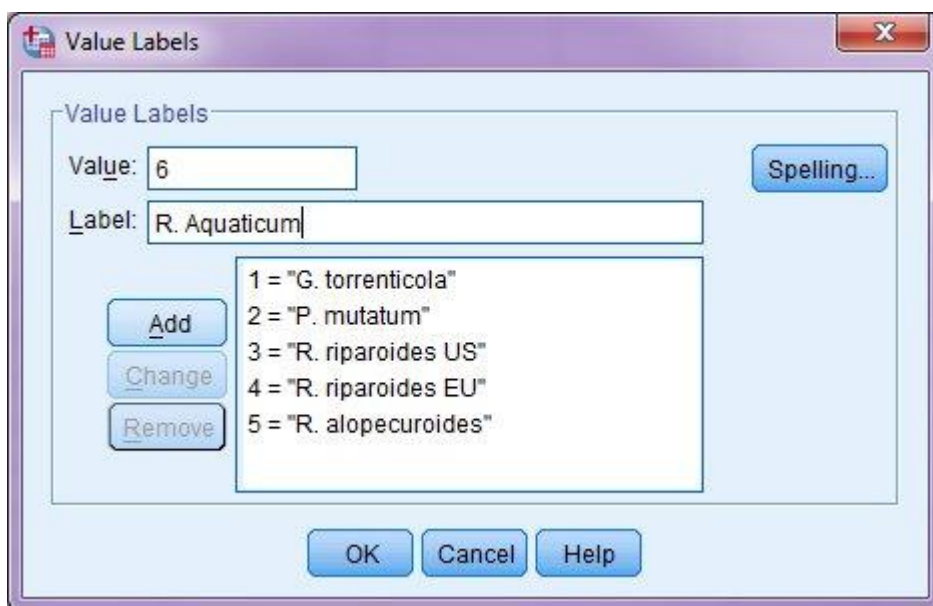 Value Labels
Value Labels
Value: 6
Spelling...
Label: R. Aquaticum
1 = "G. torrenticola"
Add
2 = "P. mutatum"
3 = "R. riparoides US"
Change
4 = "R. riparoides EU"
Remove
5 = "R. alopecuroides"
OK Cancel Help